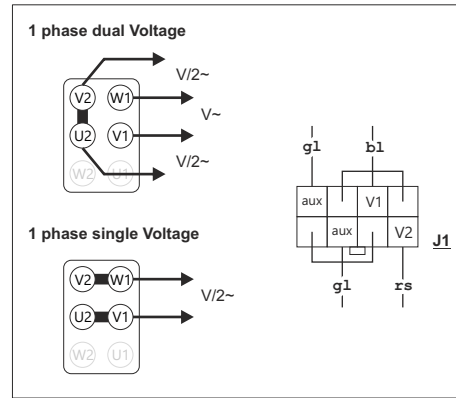 1 phase dual Voltage
V/2~
V2 W1
V~
U2 V1
V/2~
W2 U1
1 phase single Voltage
V2 W1
V/2~
U2 V1
W2 U1
gl bl
aux V1
aux V2
J1
gl rs